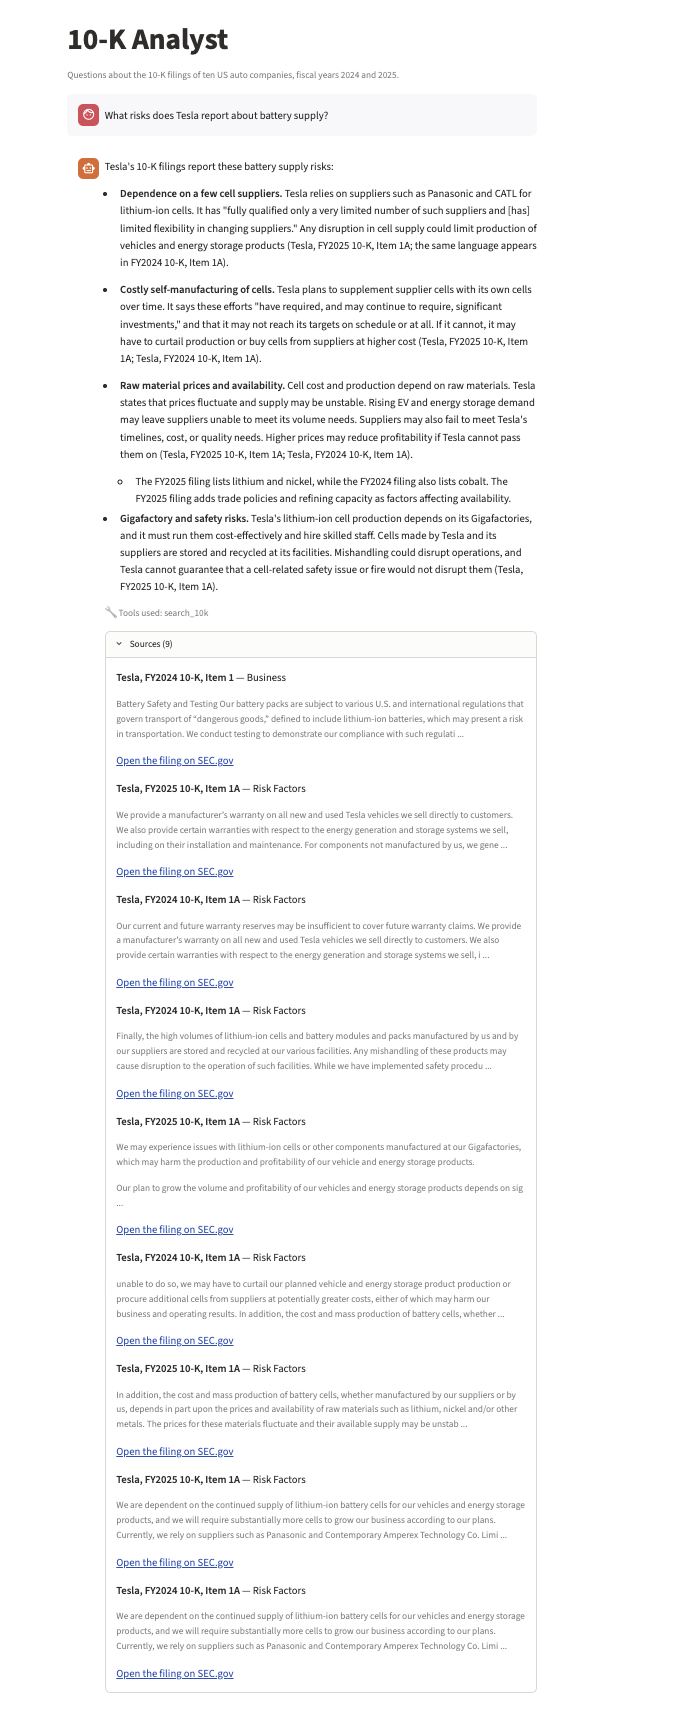 10-K Analyst
Questions about the 10-K filings of ten US auto companies, fiscal years 2024 and 2025.
What risks does Tesla report about battery supply?
Tesla's 10-K filings report these battery supply risks:
Dependence on a few cell suppliers. Tesla relies on suppliers such as Panasonic and CATL for
lithium-ion cells. It has "fully qualified only a very limited number of such suppliers and [has]
limited flexibility in changing suppliers." Any disruption in cell supply could limit production of
vehicles and energy storage products (Tesla, FY2025 10-K, Item 1A; the same language appears
in FY2024 10-K, Item 1A).
Costly self-manufacturing of cells. Tesla plans to supplement supplier cells with its own cells
over time. It says these efforts "have required, and may continue to require, significant
investments," and that it may not reach its targets on schedule or at all. If it cannot, it may
have to curtail production or buy cells from suppliers at higher cost (Tesla, FY2025 10-K, Item
1A; Tesla, FY2024 10-K, Item 1A).
Raw material prices and availability. Cell cost and production depend on raw materials. Tesla
states that prices fluctuate and supply may be unstable. Rising EV and energy storage demand
may leave suppliers unable to meet its volume needs. Suppliers may also fail to meet Tesla's
timelines, cost, or quality needs. Higher prices may reduce profitability if Tesla cannot pass
them on (Tesla, FY2025 10-K, Item 1A; Tesla, FY2024 10-K, Item 1A).
The FY2025 filing lists lithium and nickel, while the FY2024 filing also lists cobalt. The
FY2025 filing adds trade policies and refining capacity as factors affecting availability.
Gigafactory and safety risks. Tesla's lithium-ion cell production depends on its Gigafactories,
and it must run them cost-effectively and hire skilled staff. Cells made by Tesla and its
suppliers are stored and recycled at its facilities. Mishandling could disrupt operations, and
Tesla cannot guarantee that a cell-related safety issue or fire would not disrupt them (Tesla,
FY2025 10-K, Item 1A).
Tools used: search_10k
Sources (9)
Tesla, FY2024 10-K, Item 1 — Business
Battery Safety and Testing Our battery packs are subject to various U.S. and international regulations that
govern transport of “dangerous goods,” defined to include lithium-ion batteries, which may present a risk
in transportation. We conduct testing to demonstrate our compliance with such regulati ...
Open the filing on SEC.gov
Tesla, FY2025 10-K, Item 1A — Risk Factors
We provide a manufacturer’s warranty on all new and used Tesla vehicles we sell directly to customers.
We also provide certain warranties with respect to the energy generation and storage systems we sell,
including on their installation and maintenance. For components not manufactured by us, we gene ...
Open the filing on SEC.gov
Tesla, FY2024 10-K, Item 1A — Risk Factors
Our current and future warranty reserves may be insufficient to cover future warranty claims. We provide
a manufacturer’s warranty on all new and used Tesla vehicles we sell directly to customers. We also
provide certain warranties with respect to the energy generation and storage systems we sell, i ...
Open the filing on SEC.gov
Tesla, FY2024 10-K, Item 1A — Risk Factors
Finally, the high volumes of lithium-ion cells and battery modules and packs manufactured by us and by
our suppliers are stored and recycled at our various facilities. Any mishandling of these products may
cause disruption to the operation of such facilities. While we have implemented safety procedu ...
Open the filing on SEC.gov
Tesla, FY2025 10-K, Item 1A — Risk Factors
We may experience issues with lithium-ion cells or other components manufactured at our Gigafactories,
which may harm the production and profitability of our vehicle and energy storage products.
Our plan to grow the volume and profitability of our vehicles and energy storage products depends on sig
...
Open the filing on SEC.gov
Tesla, FY2024 10-K, Item 1A — Risk Factors
unable to do so, we may have to curtail our planned vehicle and energy storage product production or
procure additional cells from suppliers at potentially greater costs, either of which may harm our
business and operating results. In addition, the cost and mass production of battery cells, whether ...
Open the filing on SEC.gov
Tesla, FY2025 10-K, Item 1A — Risk Factors
In addition, the cost and mass production of battery cells, whether manufactured by our suppliers or by
us, depends in part upon the prices and availability of raw materials such as lithium, nickel and/or other
metals. The prices for these materials fluctuate and their available supply may be unstab ...
Open the filing on SEC.gov
Tesla, FY2025 10-K, Item 1A — Risk Factors
We are dependent on the continued supply of lithium-ion battery cells for our vehicles and energy storage
products, and we will require substantially more cells to grow our business according to our plans.
Currently, we rely on suppliers such as Panasonic and Contemporary Amperex Technology Co. Limi ...
Open the filing on SEC.gov
Tesla, FY2024 10-K, Item 1A — Risk Factors
We are dependent on the continued supply of lithium-ion battery cells for our vehicles and energy storage
products, and we will require substantially more cells to grow our business according to our plans.
Currently, we rely on suppliers such as Panasonic and Contemporary Amperex Technology Co. Limi ...
Open the filing on SEC.gov